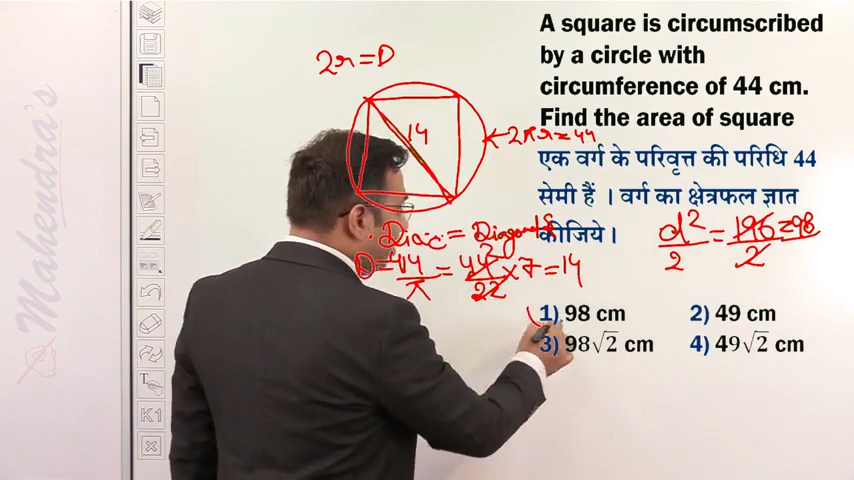 A square is circumscribed
by a circle with
circumference of 44 cm.
Find the area of square
एक वर्ग के परिवृत्त की परिधि 44
सेमी हैं । वर्ग का क्षेत्रफल ज्ञात
कीजिये।
1) 98 cm
2) 49 cm
3) 98√2 cm
4) 49√2 cm
2r=D
14
2πr=44
Dia = Diagonal
D=44/π = 44/22×7=14
d²/2 = 196/2 =98
Mahendra's
T
K1